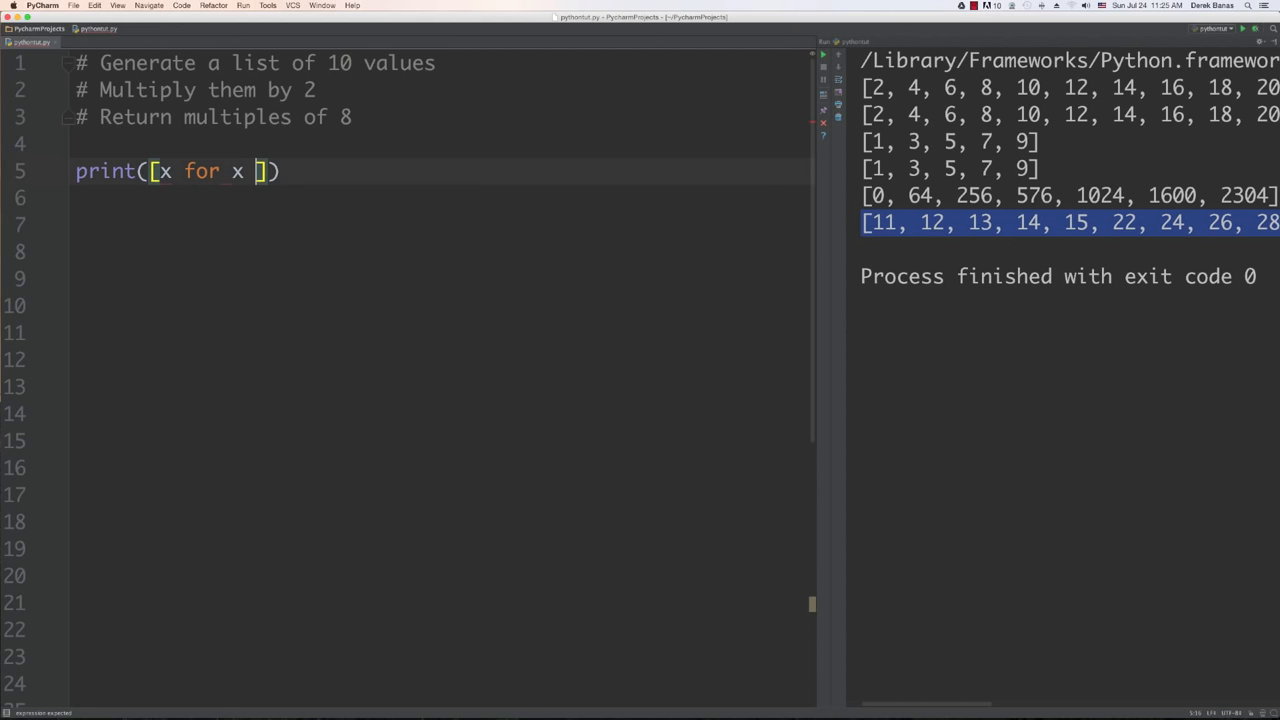 PyCharm File Edit View Navigate Code Refactor Run Tools VCS Window Help 10 Sun Jul 24 11:25 AM Derek Banas
pythontut.py - PycharmProjects - [~/PycharmProjects]
PycharmProjects pythontut.py pythontut
pythontut.py
Run: pythontut
1 # Generate a list of 10 values
2 # Multiply them by 2
3 # Return multiples of 8
4
5 print([x for x ])
6
7
8
9
10
11
12
13
14
15
16
17
18
19
20
21
22
23
24
/Library/Frameworks/Python.framewor
[2, 4, 6, 8, 10, 12, 14, 16, 18, 20
[2, 4, 6, 8, 10, 12, 14, 16, 18, 20
[1, 3, 5, 7, 9]
[1, 3, 5, 7, 9]
[0, 64, 256, 576, 1024, 1600, 2304]
[11, 12, 13, 14, 15, 22, 24, 26, 28
Process finished with exit code 0
expression expected 5:16 LF÷ UTF-8÷